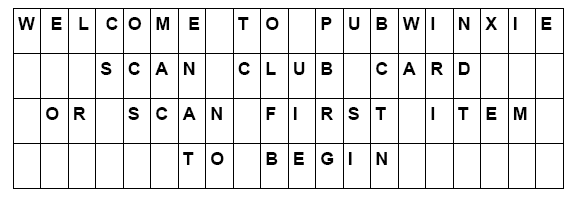 WELCOME TO PUBWINXIE
SCAN CLUB CARD
OR SCAN FIRST ITEM
TO BEGIN